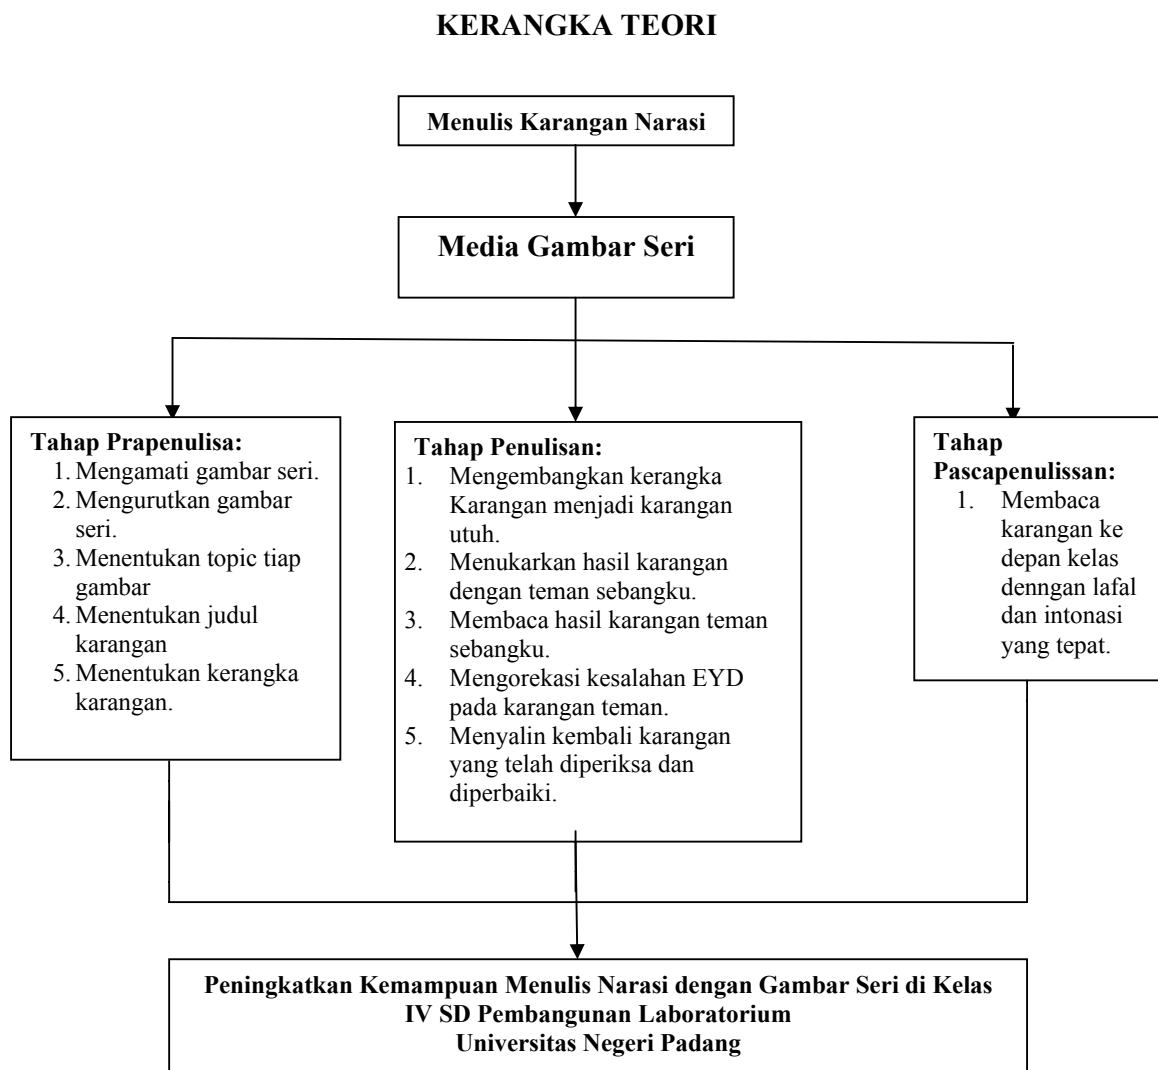 KERANGKA TEORI
Menulis Karangan Narasi
Media Gambar Seri
Tahap Prapenulisa:
1. Mengamati gambar seri.
2. Mengurutkan gambar
seri.
3. Menentukan topic tiap
gambar
4. Menentukan judul
karangan
5. Menentukan kerangka
karangan.
Tahap Penulisan:
1. Mengembangkan kerangka
Karangan menjadi karangan
utuh.
2. Menukarkan hasil karangan
dengan teman sebangku.
3. Membaca hasil karangan teman
sebangku.
4. Mengorekasi kesalahan EYD
pada karangan teman.
5. Menyalin kembali karangan
yang telah diperiksa dan
diperbaiki.
Tahap
Pascapenulissan:
1. Membaca
karangan ke
depan kelas
denngan lafal
dan intonasi
yang tepat.
Peningkatkan Kemampuan Menulis Narasi dengan Gambar Seri di Kelas
IV SD Pembangunan Laboratorium
Universitas Negeri Padang